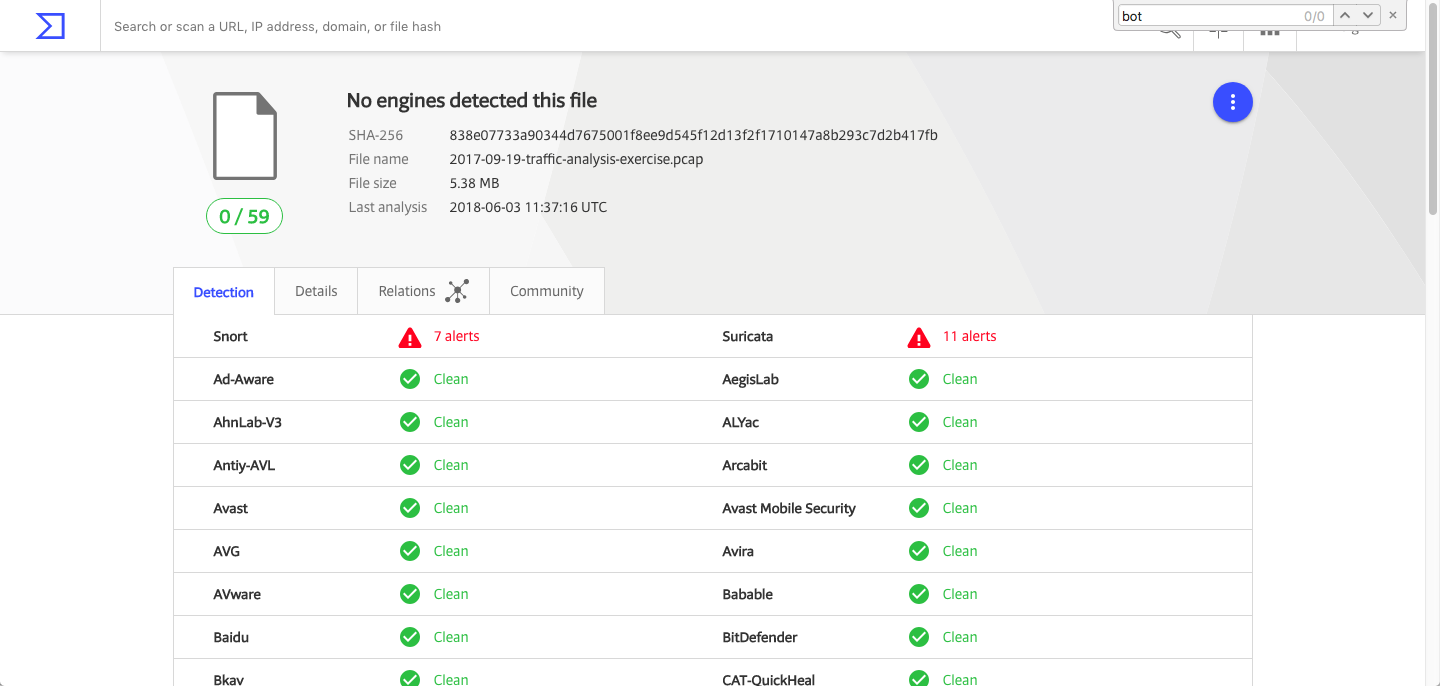 Search or scan a URL, IP address, domain, or file hash
bot 0/0
No engines detected this file
SHA-256 838e07733a90344d7675001f8ee9d545f12d13f2f1710147a8b293c7d2b417fb
File name 2017-09-19-traffic-analysis-exercise.pcap
File size 5.38 MB
Last analysis 2018-06-03 11:37:16 UTC
0 / 59
Detection Details Relations Community
Snort 7 alerts Suricata 11 alerts
Ad-Aware Clean AegisLab Clean
AhnLab-V3 Clean ALYac Clean
Antiy-AVL Clean Arcabit Clean
Avast Clean Avast Mobile Security Clean
AVG Clean Avira Clean
AVware Clean Babable Clean
Baidu Clean BitDefender Clean
Bkav Clean CAT-QuickHeal Clean